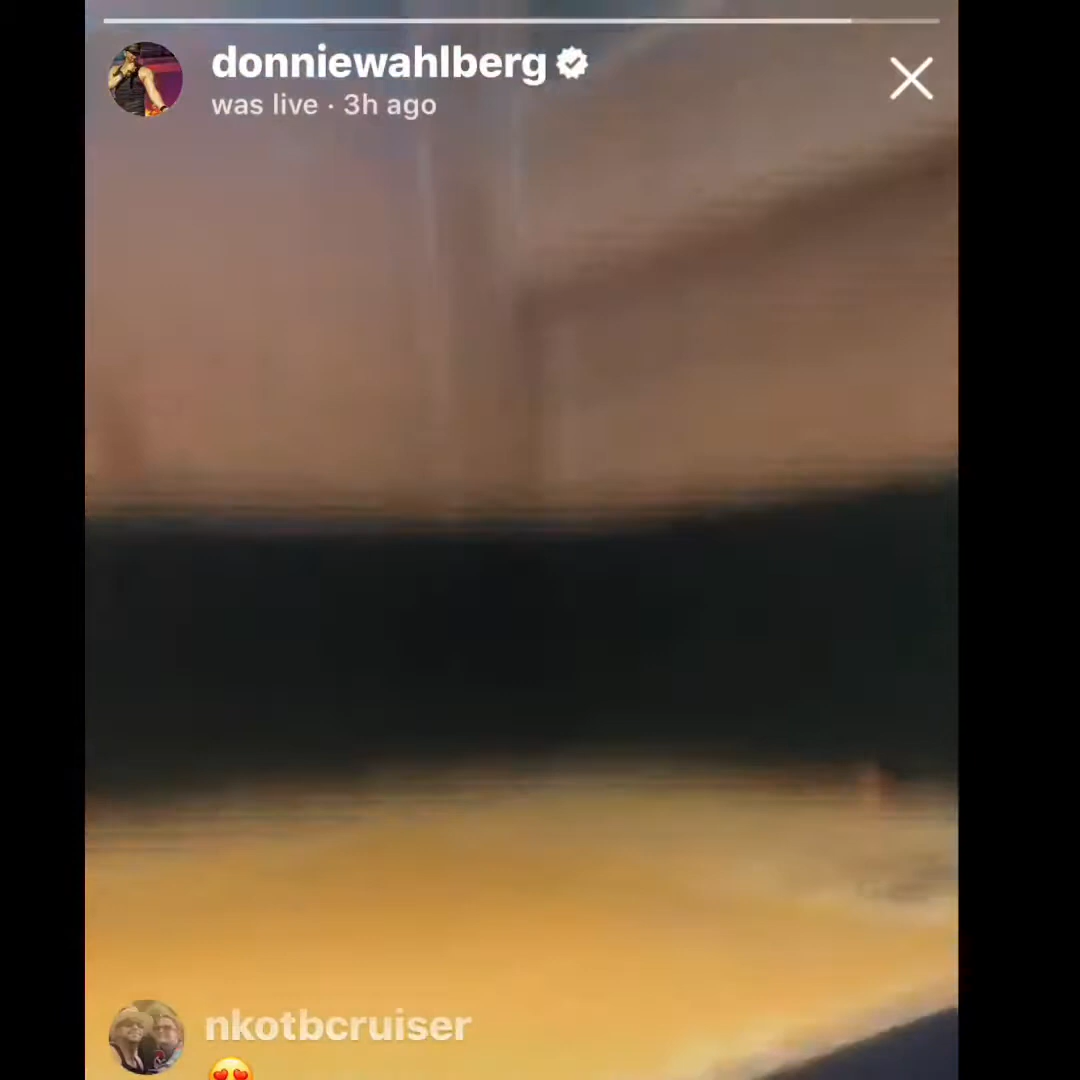 donniewahlberg
was live · 3h ago
nkotbcruiser
😍